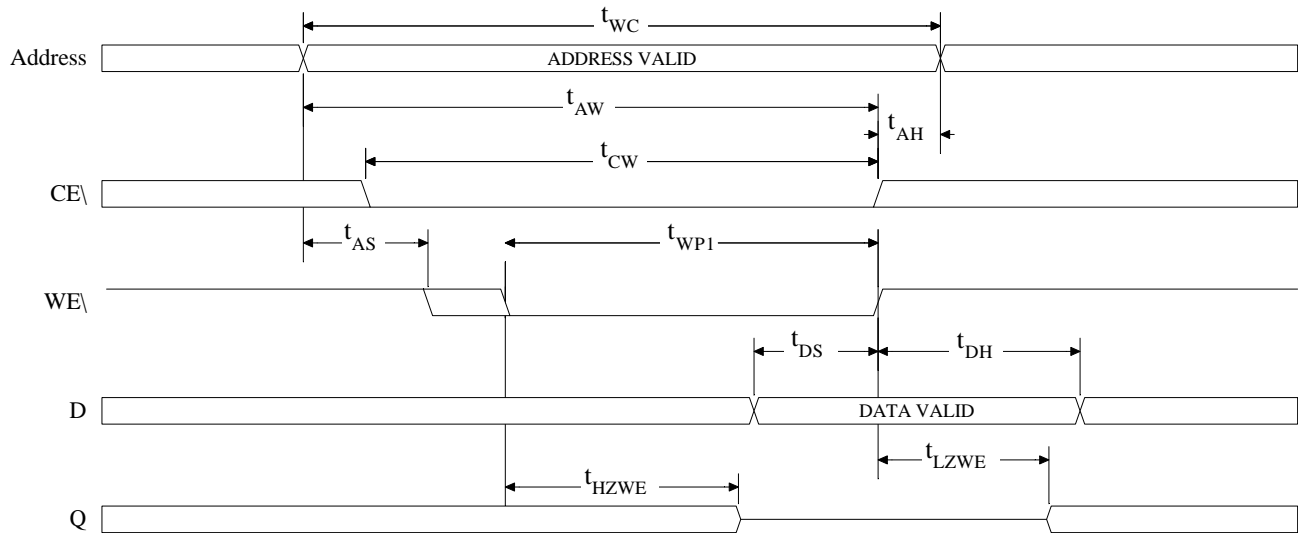 tWC
Address
ADDRESS VALID
tAW
tAH
tCW
CE\
tAS
tWP1
WE\
tDS
tDH
D
DATA VALID
tLZWE
tHZWE
Q